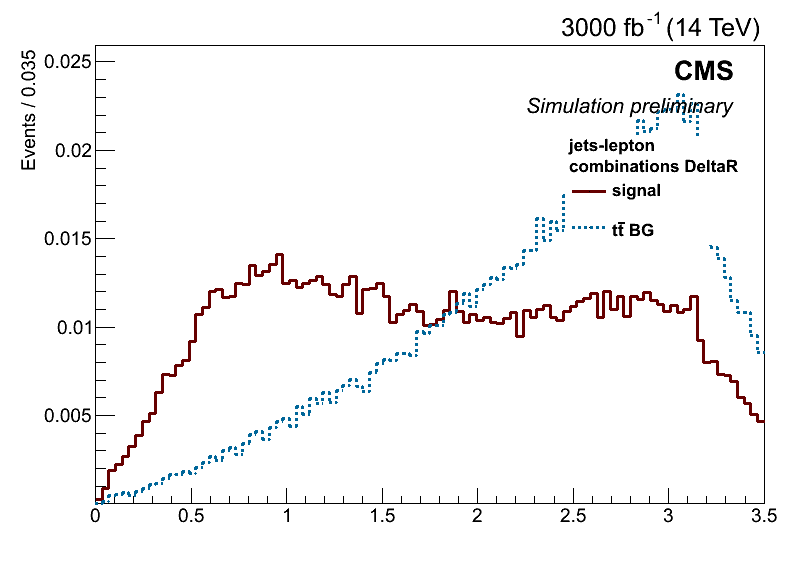 3000 fb⁻¹ (14 TeV)
Events / 0.035
CMS
Simulation preliminary
jets-lepton
combinations DeltaR
signal
tt̄ BG
0.025
0.02
0.015
0.01
0.005
0 0.5 1 1.5 2 2.5 3 3.5